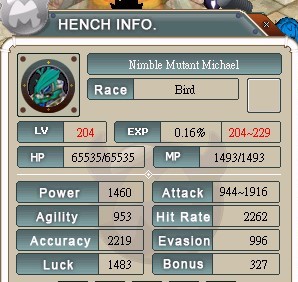 HENCH INFO.
Nimble Mutant Michael
Race Bird
LV 204 EXP 0.16% 204~229
HP 65535/65535 MP 1493/1493
Power 1460 Attack 944~1916
Agility 953 Hit Rate 2262
Accuracy 2219 Evasion 996
Luck 1483 Bonus 327